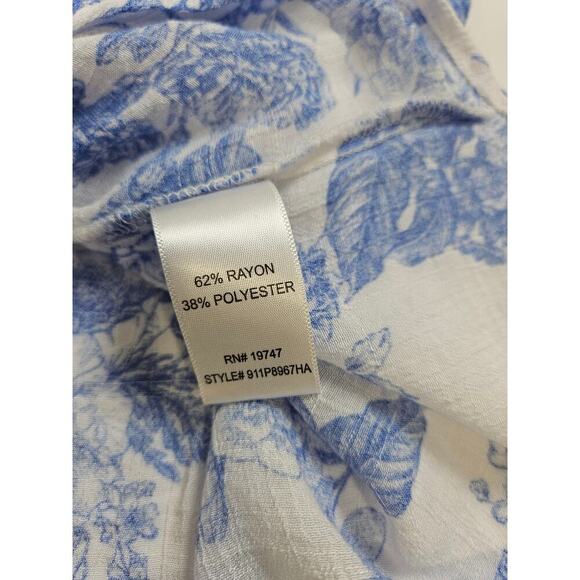 62% RAYON
38% POLYESTER
RN# 19747
STYLE# 911P8967HA